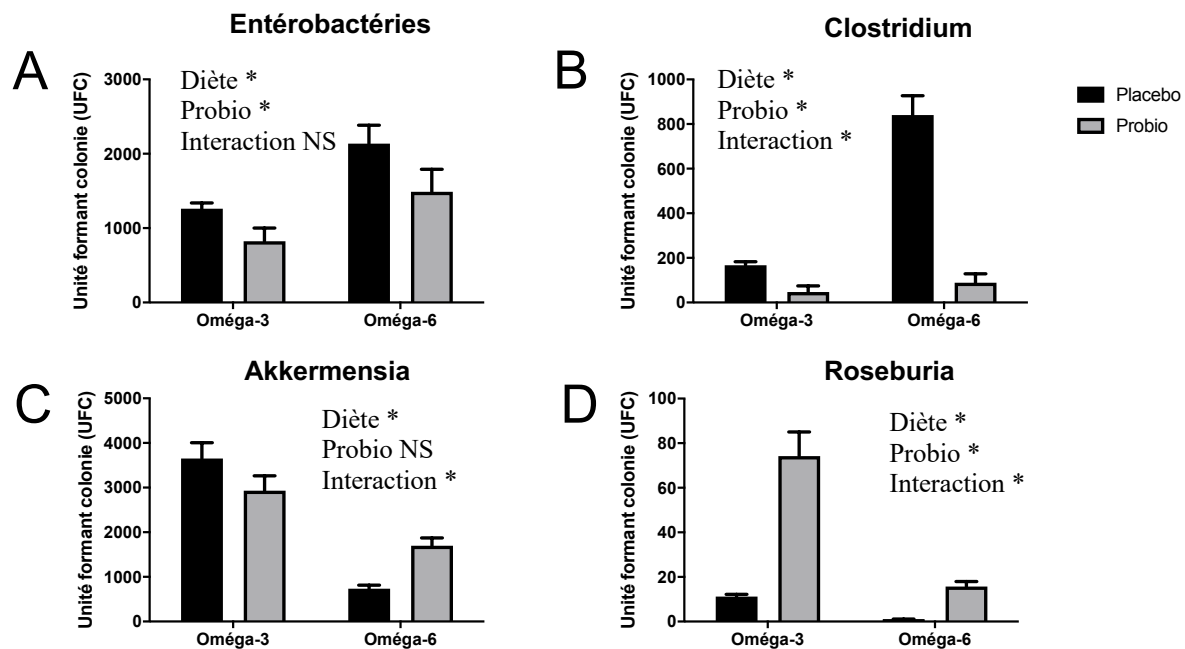 Entérobactéries
A
Unité formant colonie (UFC)
3000
2000
1000
0
Diète *
Probio *
Interaction NS
Oméga-3
Oméga-6
Clostridium
B
Unité formant colonie (UFC)
1000
800
600
400
200
0
Diète *
Probio *
Interaction *
Oméga-3
Oméga-6
Placebo
Probio
Akkermensia
C
Unité formant colonie (UFC)
5000
4000
3000
2000
1000
0
Diète *
Probio NS
Interaction *
Oméga-3
Oméga-6
Roseburia
D
Unité formant colonie (UFC)
100
80
60
40
20
0
Diète *
Probio *
Interaction *
Oméga-3
Oméga-6